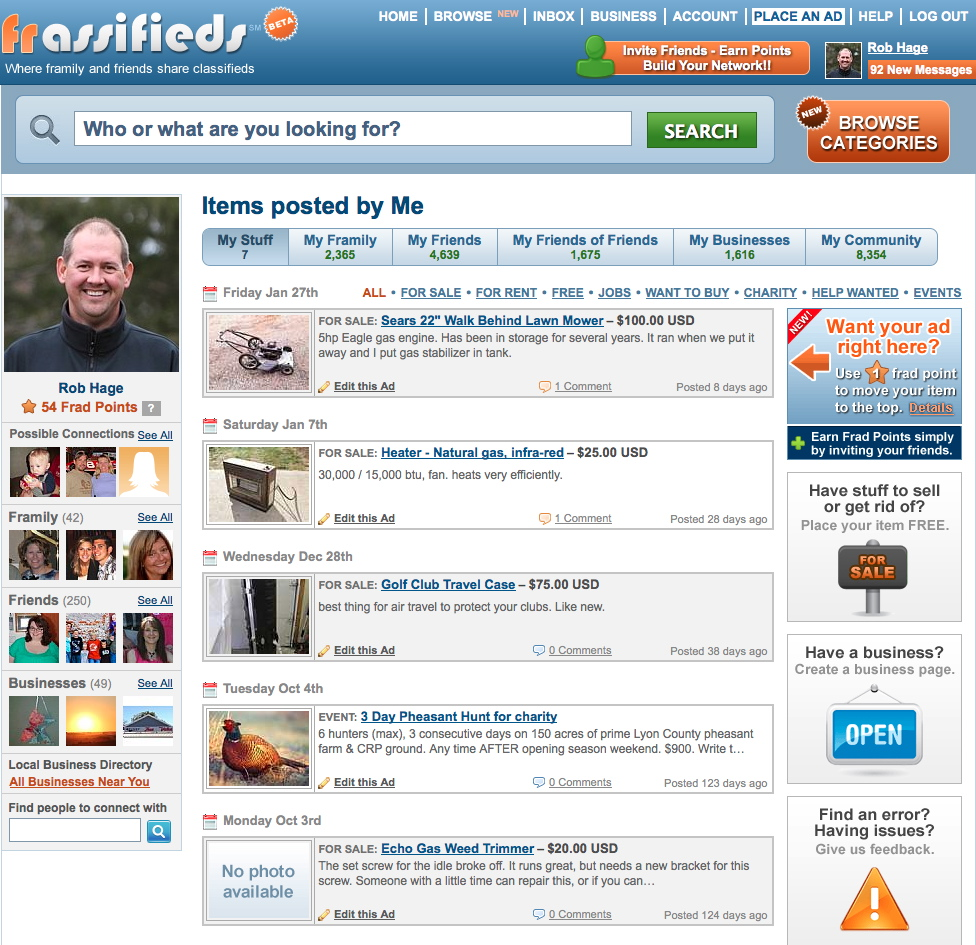 frassifieds SM BETA
Where framily and friends share classifieds
HOME BROWSE NEW INBOX BUSINESS ACCOUNT PLACE AN AD HELP LOG OUT
Invite Friends - Earn Points
Build Your Network!!
Rob Hage
92 New Messages
Who or what are you looking for?
SEARCH
NEW
BROWSE
CATEGORIES
Rob Hage
54 Frad Points ?
Possible Connections See All
Framily (42) See All
Friends (250) See All
Businesses (49) See All
Local Business Directory
All Businesses Near You
Find people to connect with
Items posted by Me
My Stuff My Framily My Friends My Friends of Friends My Businesses My Community
7 2,365 4,639 1,675 1,616 8,354
Friday Jan 27th ALL • FOR SALE • FOR RENT • FREE • JOBS • WANT TO BUY • CHARITY • HELP WANTED • EVENTS
FOR SALE: Sears 22" Walk Behind Lawn Mower – $100.00 USD
5hp Eagle gas engine. Has been in storage for several years. It ran when we put it
away and I put gas stabilizer in tank.
Edit this Ad 1 Comment Posted 8 days ago
Saturday Jan 7th
FOR SALE: Heater - Natural gas, infra-red – $25.00 USD
30,000 / 15,000 btu, fan. heats very efficiently.
Edit this Ad 1 Comment Posted 28 days ago
Wednesday Dec 28th
FOR SALE: Golf Club Travel Case – $75.00 USD
best thing for air travel to protect your clubs. Like new.
Edit this Ad 0 Comments Posted 38 days ago
Tuesday Oct 4th
EVENT: 3 Day Pheasant Hunt for charity
6 hunters (max), 3 consecutive days on 150 acres of prime Lyon County pheasant
farm & CRP ground. Any time AFTER opening season weekend. $900. Write t…
Edit this Ad 0 Comments Posted 123 days ago
Monday Oct 3rd
No photo
available
FOR SALE: Echo Gas Weed Trimmer – $20.00 USD
The set screw for the idle broke off. It runs great, but needs a new bracket for this
screw. Someone with a little time can repair this, or if you can…
Edit this Ad 0 Comments Posted 124 days ago
NEW!
Want your ad
right here?
Use 1 frad point
to move your item
to the top. Details
Earn Frad Points simply
by inviting your friends.
Have stuff to sell
or get rid of?
Place your item FREE.
FOR
SALE
Have a business?
Create a business page.
OPEN
Find an error?
Having issues?
Give us feedback.